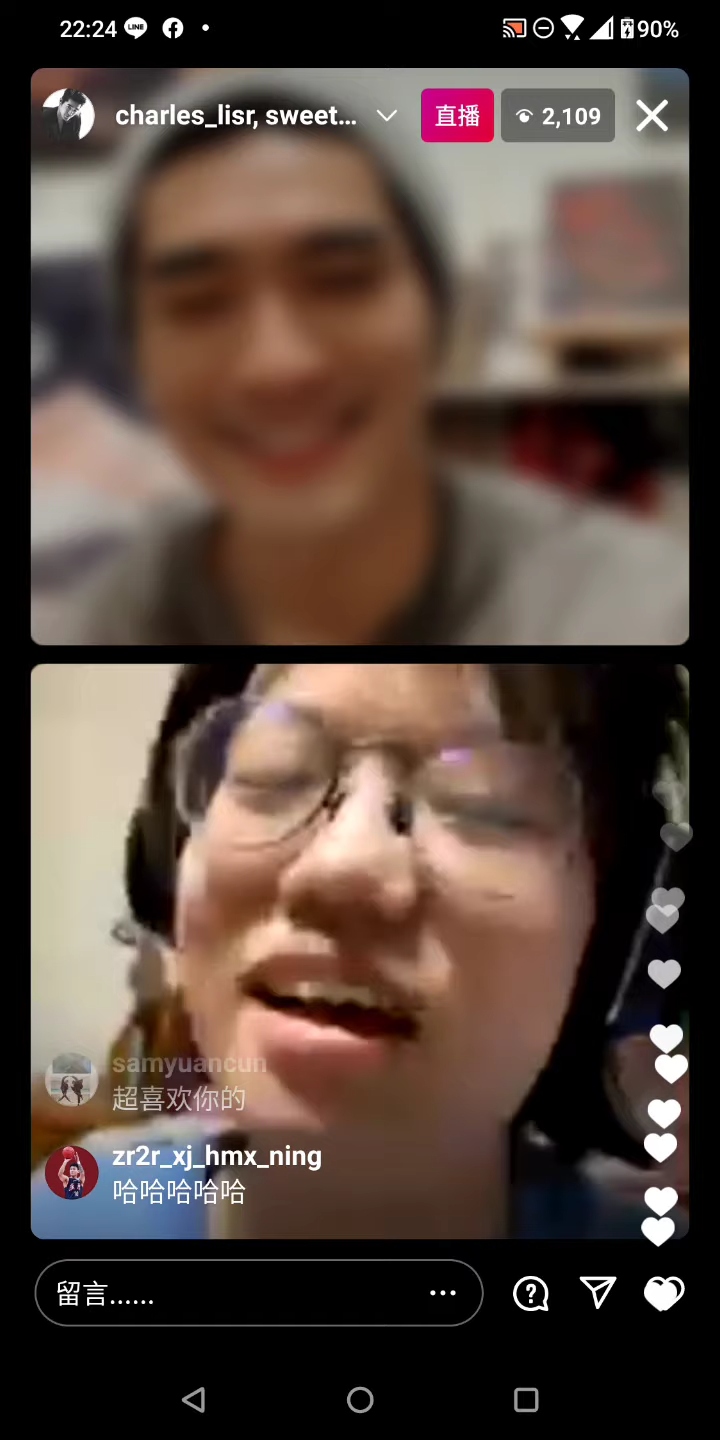 22:24
LINE
90%
charles_lisr, sweet...
直播
2,109
samyuancun
超喜欢你的
zr2r_xj_hmx_ning
哈哈哈哈哈
留言......